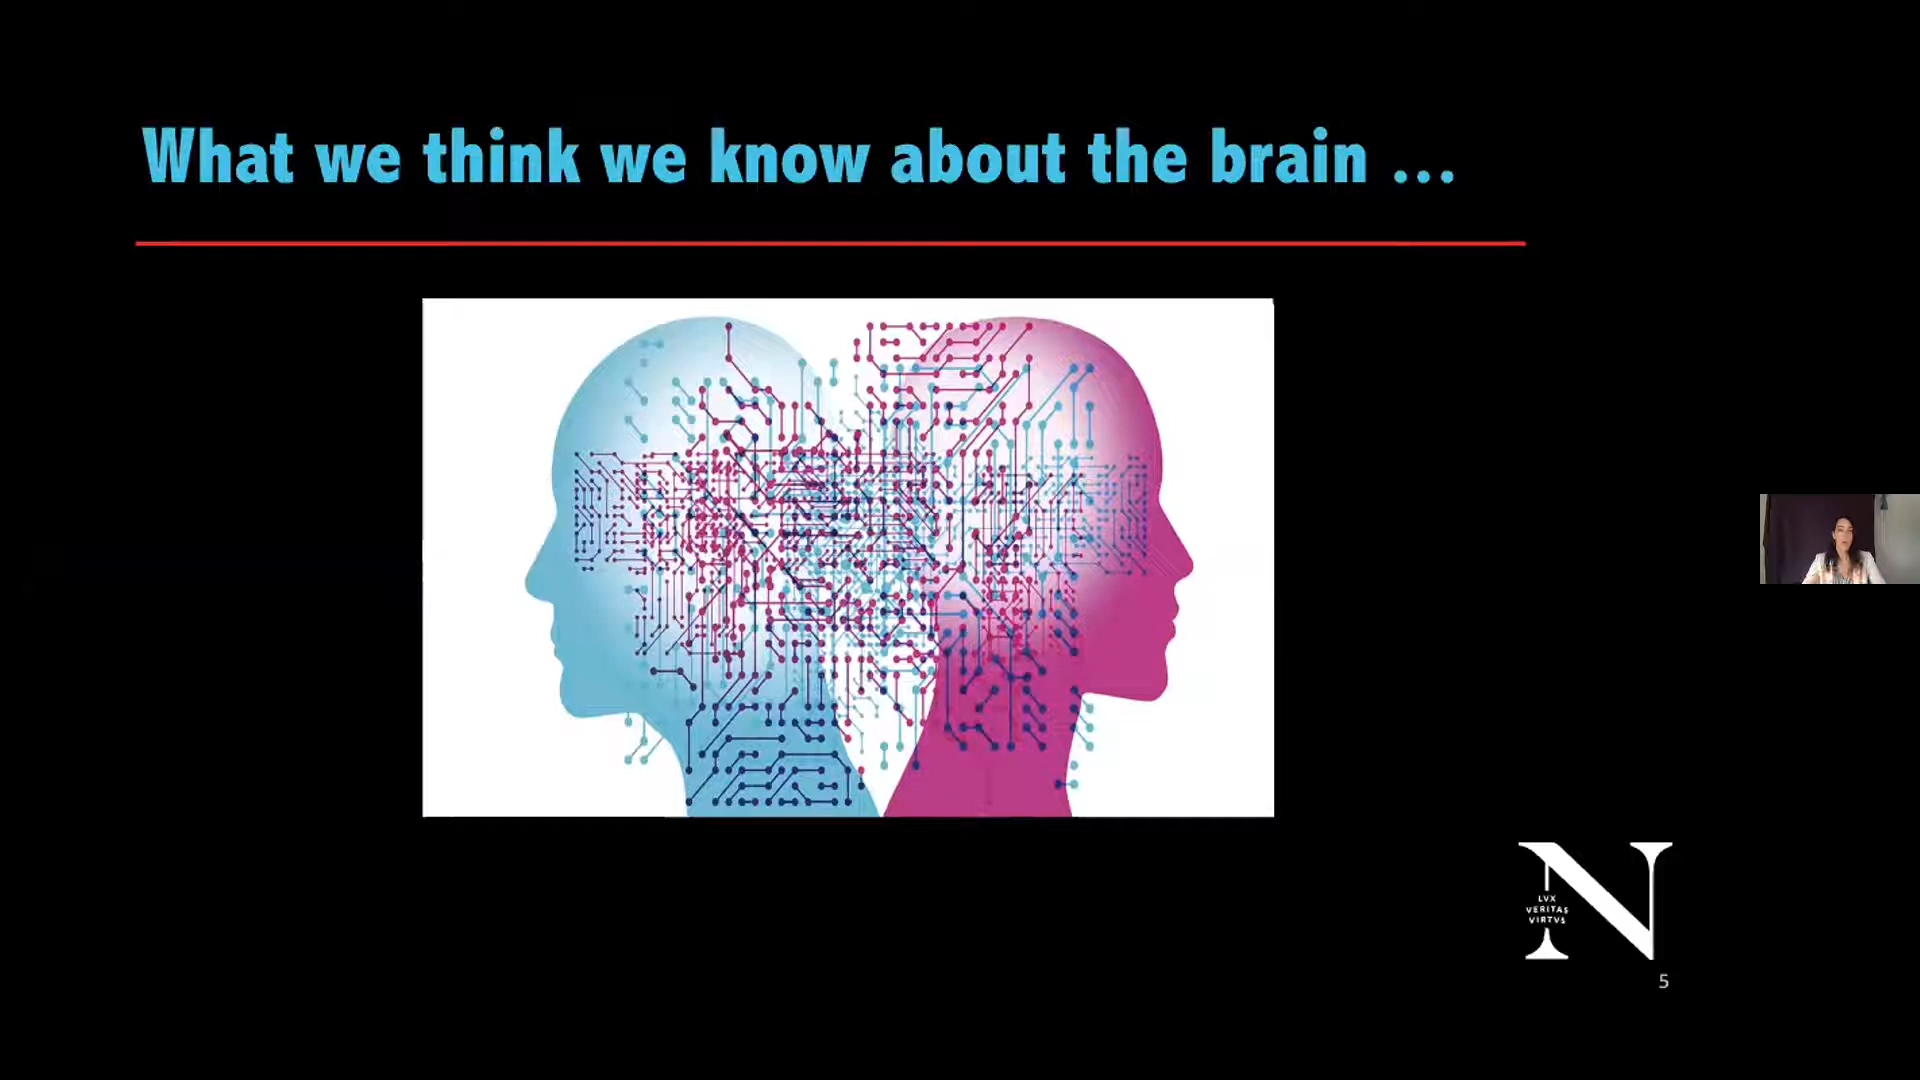 What we think we know about the brain ...
LVX
VERITAS
VIRTVS
5